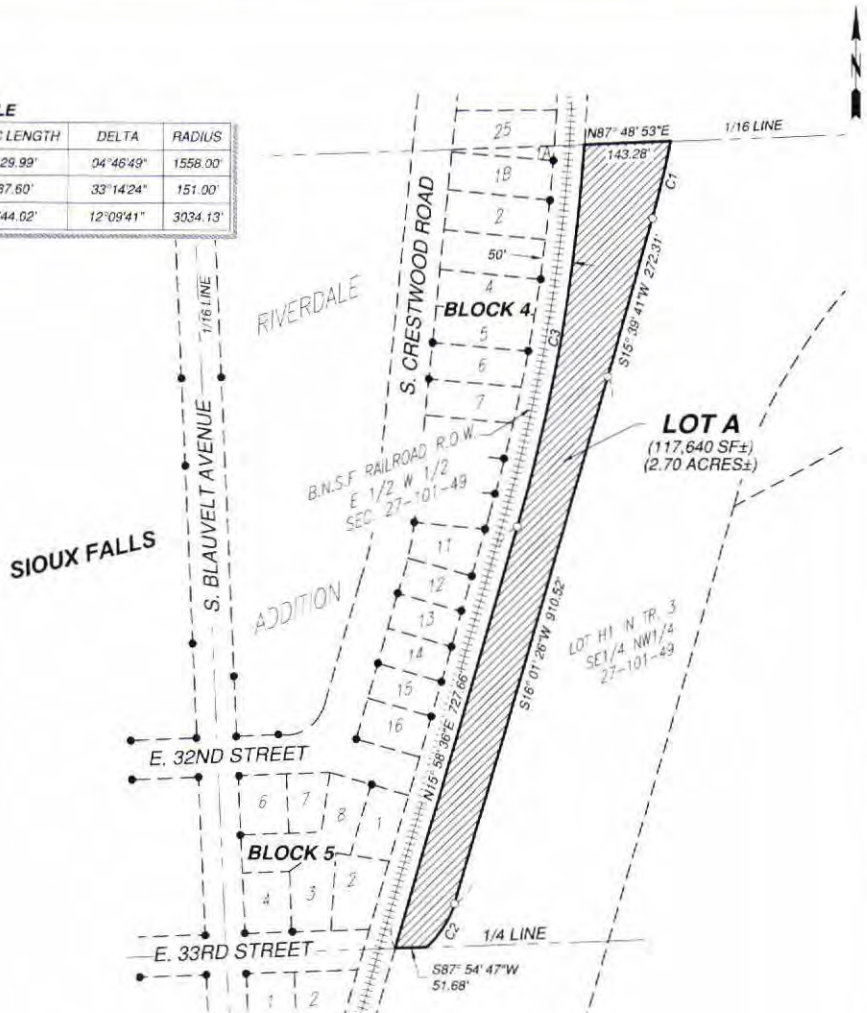 N
LE
LENGTH DELTA RADIUS
29.99' 04°46'49" 1558.00'
37.60' 33°14'24" 151.00'
44.02' 12°09'41" 3034.13'
25
1A
1B
2
50'
4
BLOCK 4
5
6
7
N87° 48' 53"E
143.28'
1/16 LINE
C1
S15° 39' 41"W 272.31'
C3
1/16 LINE
RIVERDALE
S. CRESTWOOD ROAD
LOT A
(117,640 SF±)
(2.70 ACRES±)
B.N.S.F RAILROAD R.O.W.
E 1/2 W 1/2
SEC. 27-101-49
S. BLAUVELT AVENUE
SIOUX FALLS
ADDITION
11
12
13
14
15
16
LOT H1 IN TR. 3
SE1/4 NW1/4
27-101-49
S16° 01' 26"W 910.52'
N15° 58' 36"E 727.66'
E. 32ND STREET
6
7
8
1
BLOCK 5
4
3
2
C2
1/4 LINE
E. 33RD STREET
S87° 54' 47"W
51.68'
1
2